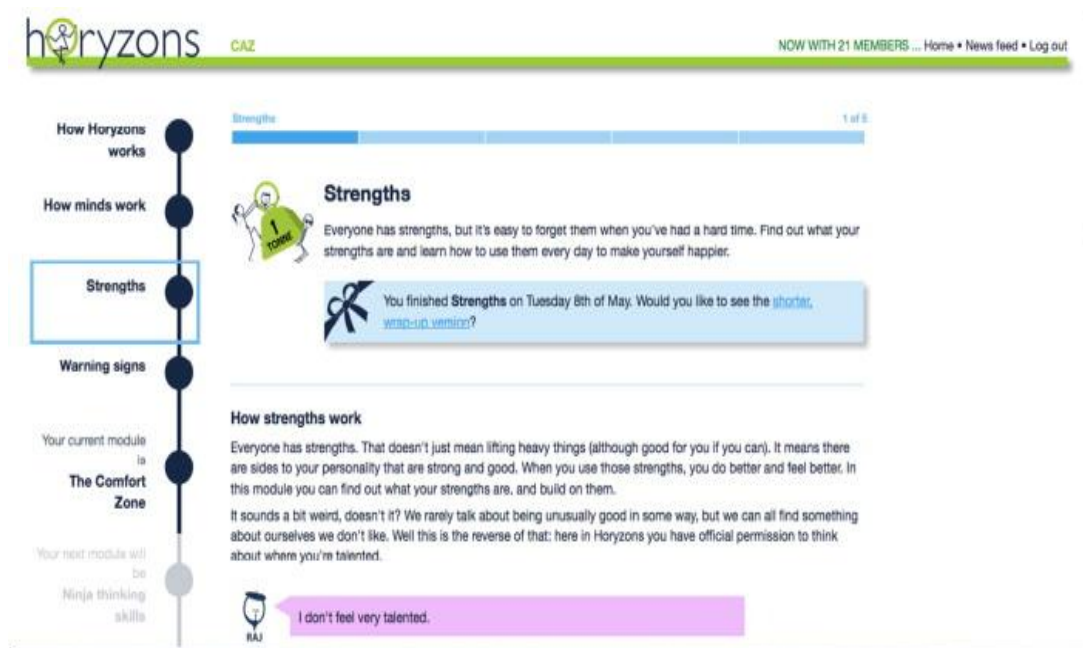 horyzons
CAZ
NOW WITH 21 MEMBERS ... Home • News feed • Log out
How Horyzons
works
How minds work
Strengths
Warning signs
Your current module
is
The Comfort
Zone
Your next module will
be
Ninja thinking
skills
Strengths
1 of 5
1
TONNE
Strengths
Everyone has strengths, but it's easy to forget them when you've had a hard time. Find out what your
strengths are and learn how to use them every day to make yourself happier.
You finished Strengths on Tuesday 8th of May. Would you like to see the shorter,
wrap-up version?
How strengths work
Everyone has strengths. That doesn't just mean lifting heavy things (although good for you if you can). It means there
are sides to your personality that are strong and good. When you use those strengths, you do better and feel better. In
this module you can find out what your strengths are, and build on them.
It sounds a bit weird, doesn't it? We rarely talk about being unusually good in some way, but we can all find something
about ourselves we don't like. Well this is the reverse of that: here in Horyzons you have official permission to think
about where you're talented.
RAJ
I don't feel very talented.